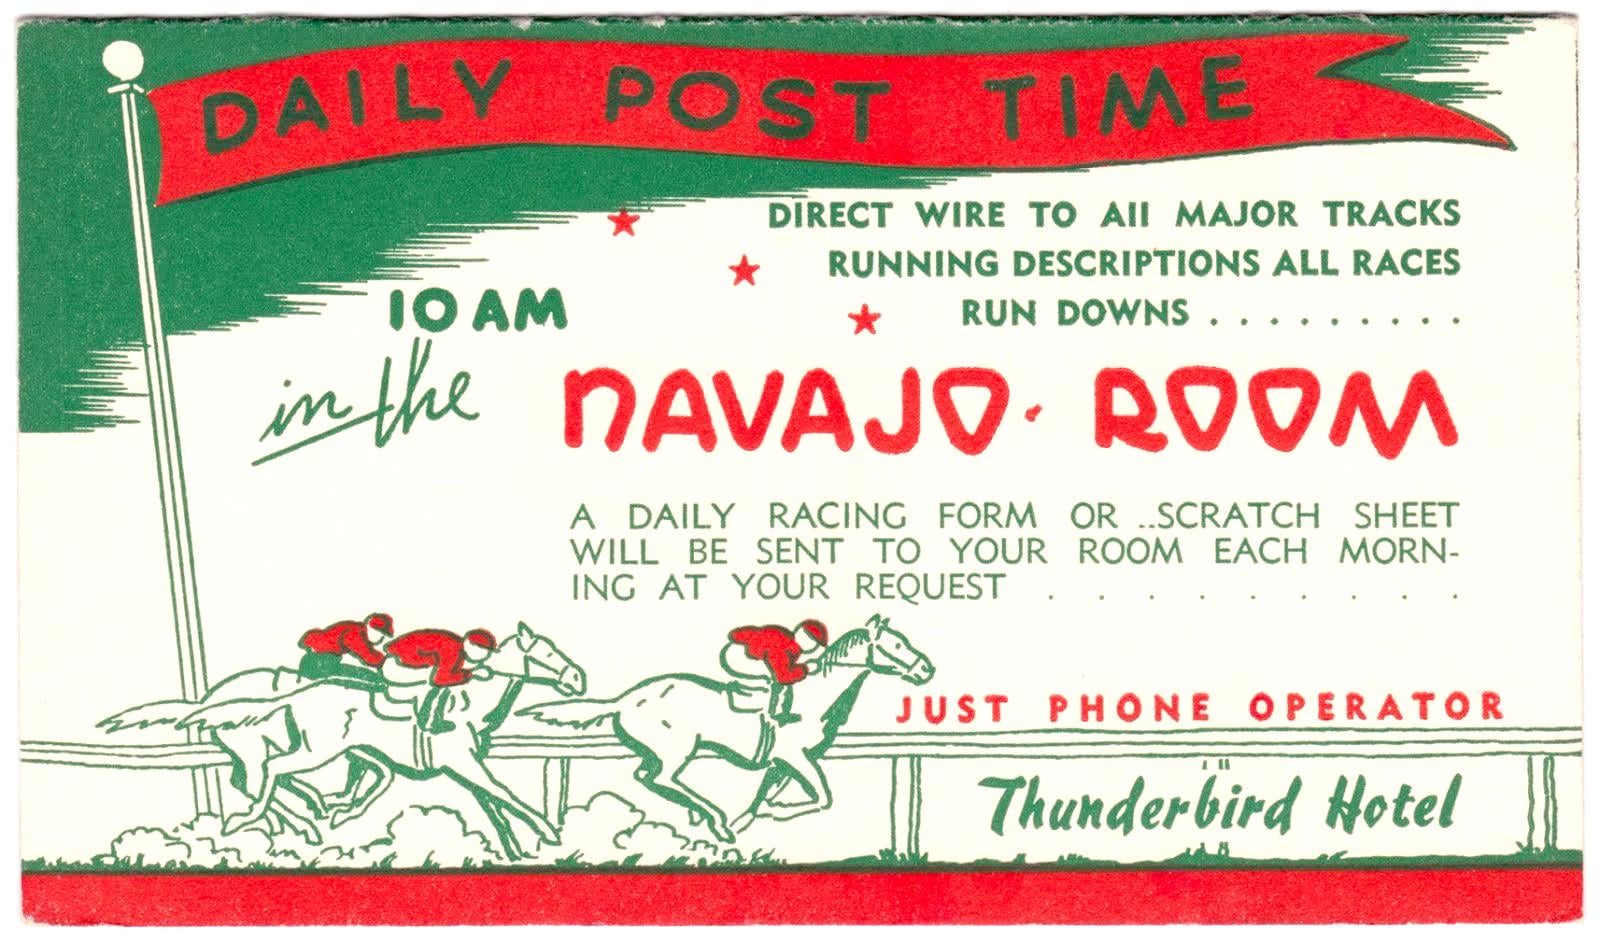 DAILY POST TIME
DIRECT WIRE TO All MAJOR TRACKS
RUNNING DESCRIPTIONS ALL RACES
RUN DOWNS . . . . . . . . .
10 AM
in the
NAVAJO · ROOM
A DAILY RACING FORM OR ..SCRATCH SHEET
WILL BE SENT TO YOUR ROOM EACH MORN-
ING AT YOUR REQUEST . . . . . . . . . .
JUST PHONE OPERATOR
Thunderbird Hotel